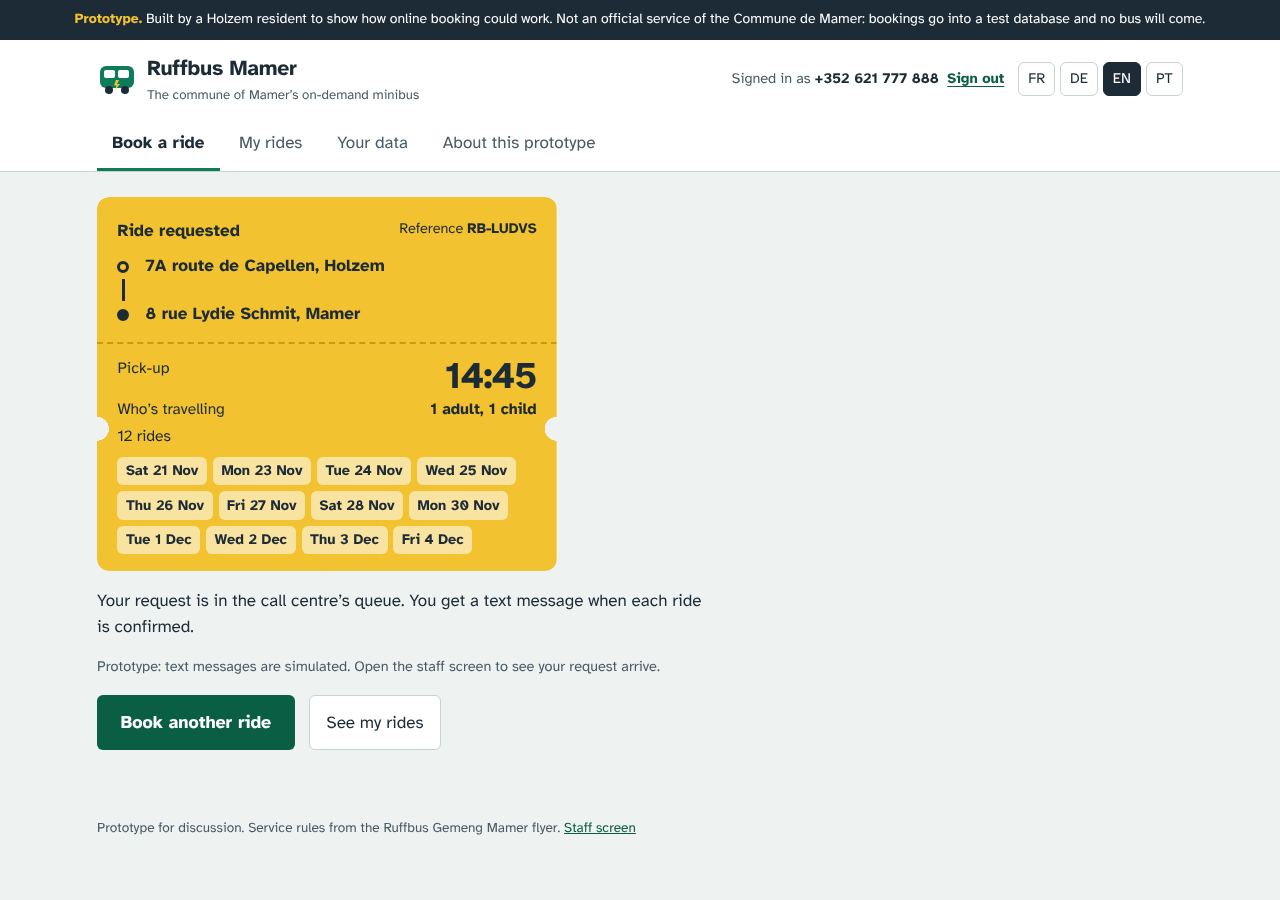 Prototype. Built by a Holzem resident to show how online booking could work. Not an official service of the Commune de Mamer: bookings go into a test database and no bus will come.
Ruffbus Mamer
The commune of Mamer's on-demand minibus
Signed in as +352 621 777 888 Sign out FR DE EN PT
Book a ride My rides Your data About this prototype
Ride requested Reference RB-LUDVS
7A route de Capellen, Holzem
8 rue Lydie Schmit, Mamer
Pick-up 14:45
Who's travelling 1 adult, 1 child
12 rides
Sat 21 Nov Mon 23 Nov Tue 24 Nov Wed 25 Nov
Thu 26 Nov Fri 27 Nov Sat 28 Nov Mon 30 Nov
Tue 1 Dec Wed 2 Dec Thu 3 Dec Fri 4 Dec
Your request is in the call centre's queue. You get a text message when each ride
is confirmed.
Prototype: text messages are simulated. Open the staff screen to see your request arrive.
Book another ride See my rides
Prototype for discussion. Service rules from the Ruffbus Gemeng Mamer flyer. Staff screen